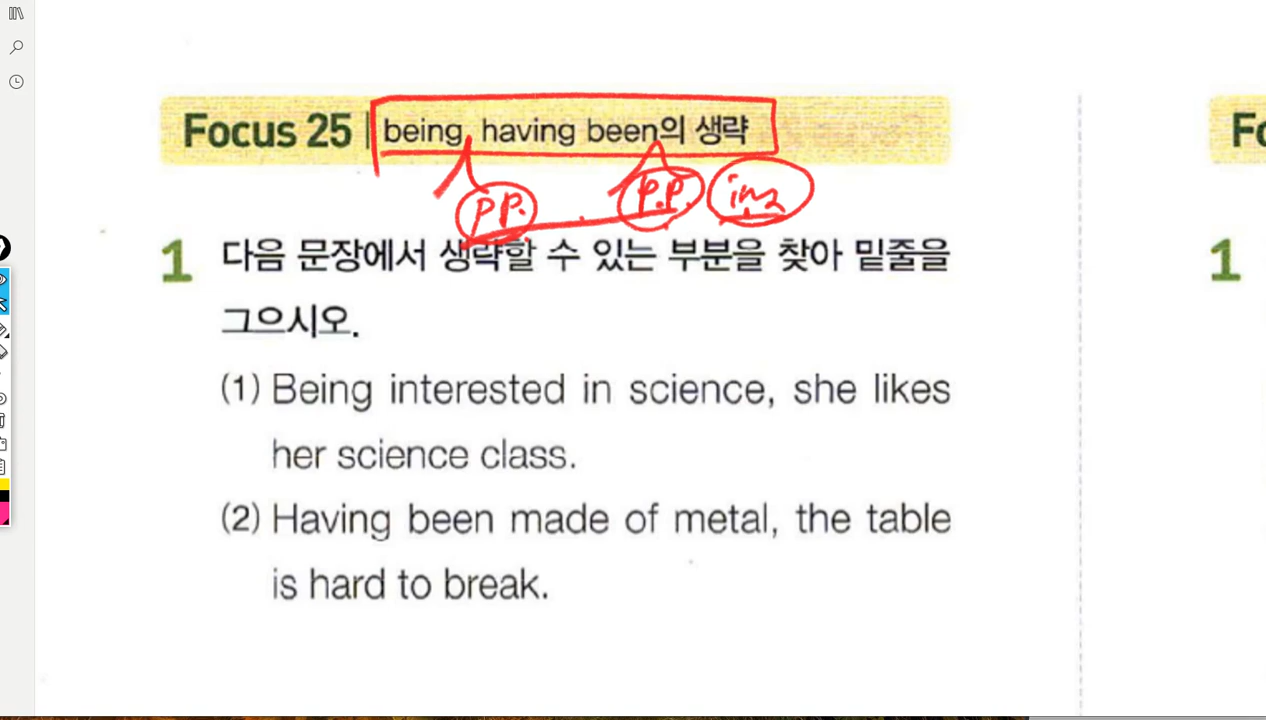 Focus 25 | being, having been의 생략
p.p. p.p. ing
1 다음 문장에서 생략할 수 있는 부분을 찾아 밑줄을
그으시오.
(1) Being interested in science, she likes
her science class.
(2) Having been made of metal, the table
is hard to break.
Fo
1